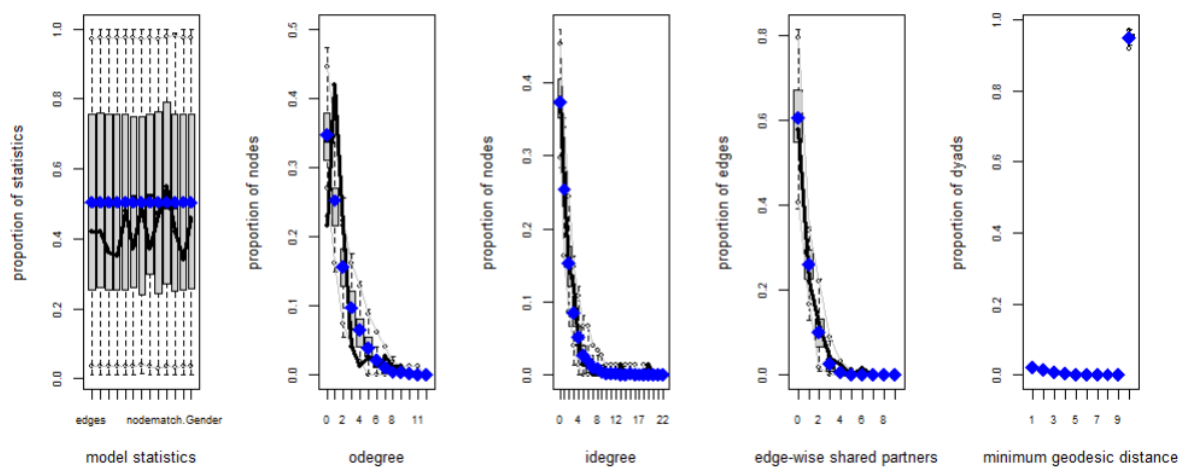 proportion of statistics
0.0 0.2 0.4 0.6 0.8 1.0
edges nodematch.Gender
model statistics
proportion of nodes
0.0 0.1 0.2 0.3 0.4 0.5
0 2 4 6 8 11
odegree
proportion of nodes
0.0 0.1 0.2 0.3 0.4
0 4 8 12 17 22
idegree
proportion of edges
0.0 0.2 0.4 0.6 0.8
0 2 4 6 8
edge-wise shared partners
proportion of dyads
0.0 0.2 0.4 0.6 0.8 1.0
1 3 5 7 9
minimum geodesic distance